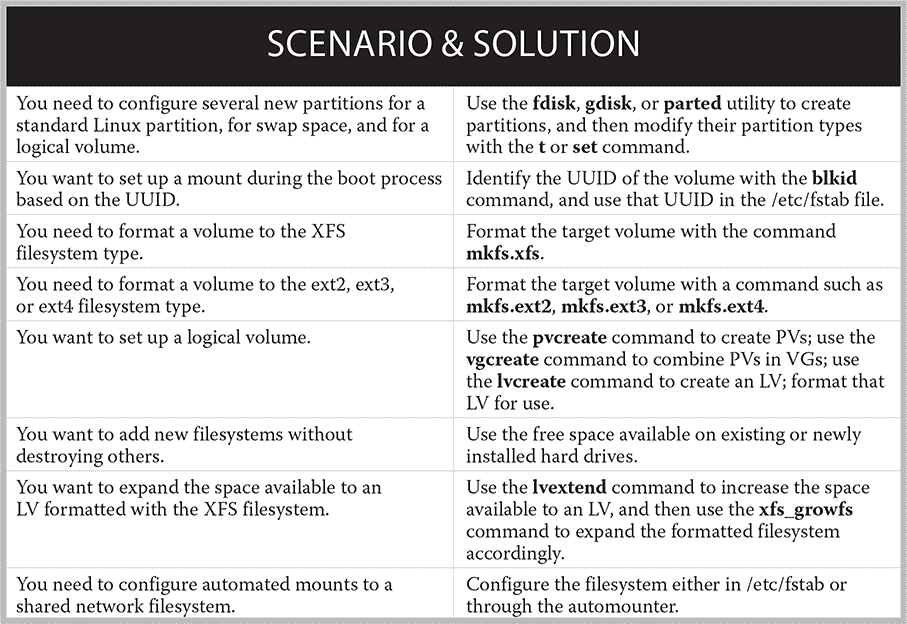 SCENARIO & SOLUTION
You need to configure several new partitions for a
standard Linux partition, for swap space, and for a
logical volume.
Use the fdisk, gdisk, or parted utility to create
partitions, and then modify their partition types
with the t or set command.
You want to set up a mount during the boot process
based on the UUID.
Identify the UUID of the volume with the blkid
command, and use that UUID in the /etc/fstab file.
You need to format a volume to the XFS
filesystem type.
Format the target volume with the command
mkfs.xfs.
You need to format a volume to the ext2, ext3,
or ext4 filesystem type.
Format the target volume with a command such as
mkfs.ext2, mkfs.ext3, or mkfs.ext4.
You want to set up a logical volume.
Use the pvcreate command to create PVs; use the
vgcreate command to combine PVs in VGs; use
the lvcreate command to create an LV; format that
LV for use.
You want to add new filesystems without
destroying others.
Use the free space available on existing or newly
installed hard drives.
You want to expand the space available to an
LV formatted with the XFS filesystem.
Use the lvextend command to increase the space
available to an LV, and then use the xfs_growfs
command to expand the formatted filesystem
accordingly.
You need to configure automated mounts to a
shared network filesystem.
Configure the filesystem either in /etc/fstab or
through the automounter.